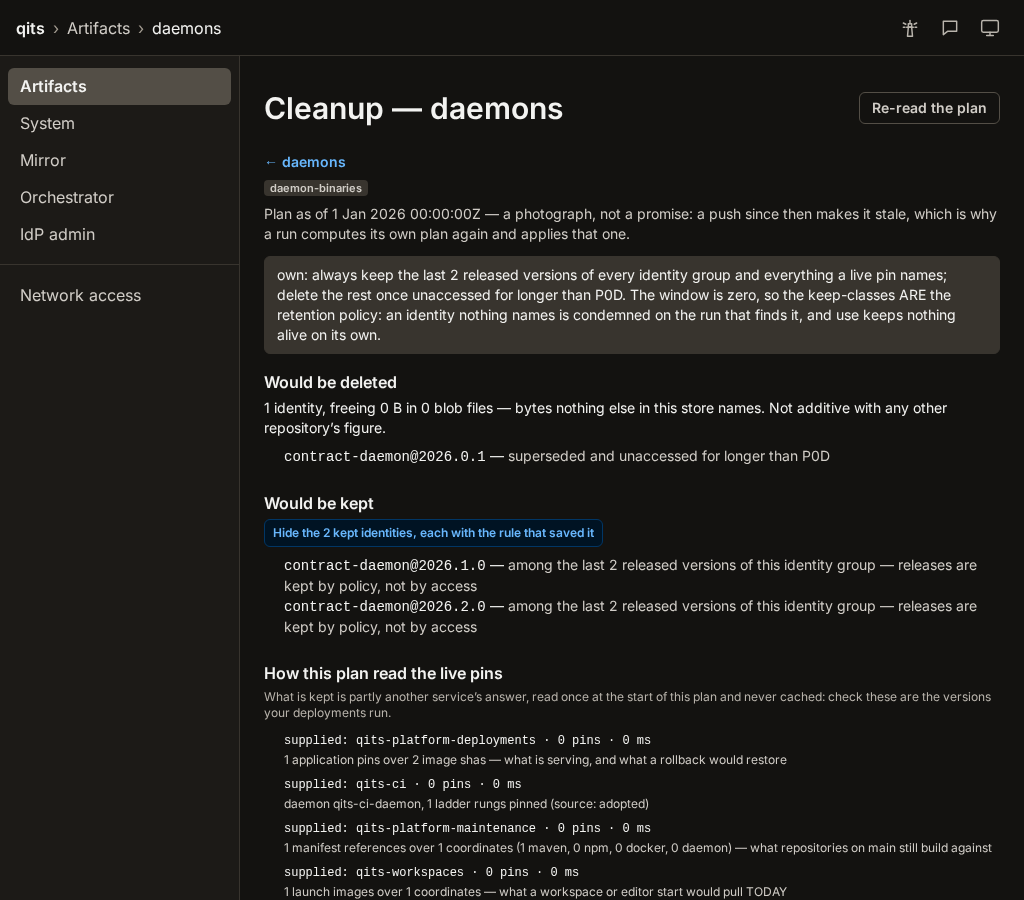 qits › Artifacts › daemons
Artifacts
System
Mirror
Orchestrator
IdP admin
Network access
Cleanup — daemons
Re-read the plan
← daemons
daemon-binaries
Plan as of 1 Jan 2026 00:00:00Z — a photograph, not a promise: a push since then makes it stale, which is why
a run computes its own plan again and applies that one.
own: always keep the last 2 released versions of every identity group and everything a live pin names;
delete the rest once unaccessed for longer than P0D. The window is zero, so the keep-classes ARE the
retention policy: an identity nothing names is condemned on the run that finds it, and use keeps nothing
alive on its own.
Would be deleted
1 identity, freeing 0 B in 0 blob files — bytes nothing else in this store names. Not additive with any other
repository’s figure.
contract-daemon@2026.0.1 — superseded and unaccessed for longer than P0D
Would be kept
Hide the 2 kept identities, each with the rule that saved it
contract-daemon@2026.1.0 — among the last 2 released versions of this identity group — releases are
kept by policy, not by access
contract-daemon@2026.2.0 — among the last 2 released versions of this identity group — releases are
kept by policy, not by access
How this plan read the live pins
What is kept is partly another service’s answer, read once at the start of this plan and never cached: check these are the versions
your deployments run.
supplied: qits-platform-deployments · 0 pins · 0 ms
1 application pins over 2 image shas — what is serving, and what a rollback would restore
supplied: qits-ci · 0 pins · 0 ms
daemon qits-ci-daemon, 1 ladder rungs pinned (source: adopted)
supplied: qits-platform-maintenance · 0 pins · 0 ms
1 manifest references over 1 coordinates (1 maven, 0 npm, 0 docker, 0 daemon) — what repositories on main still build against
supplied: qits-workspaces · 0 pins · 0 ms
1 launch images over 1 coordinates — what a workspace or editor start would pull TODAY